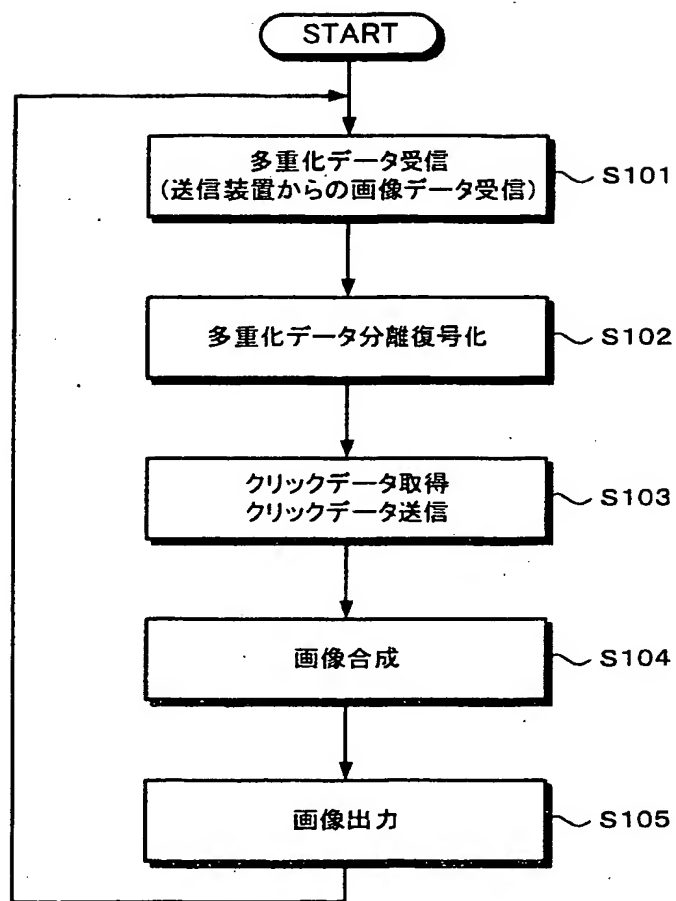 START
多重化データ受信
(送信装置からの画像データ受信)
S101
多重化データ分離復号化
S102
クリックデータ取得
クリックデータ送信
S103
画像合成
S104
画像出力
S105